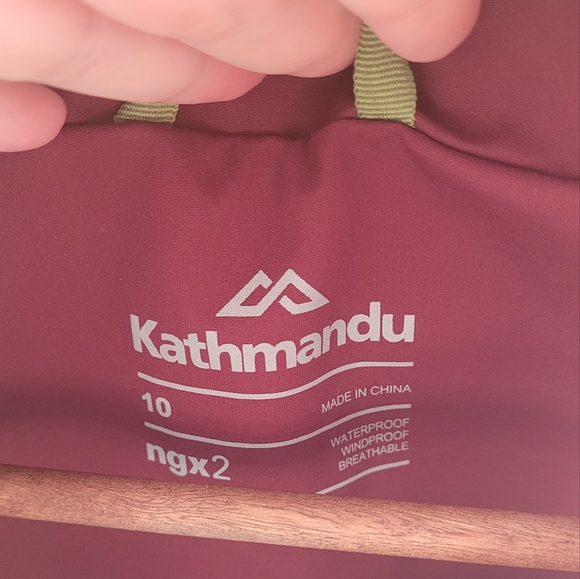 Kathmandu
10
MADE IN CHINA
ngx2
WATERPROOF
WINDPROOF
BREATHABLE